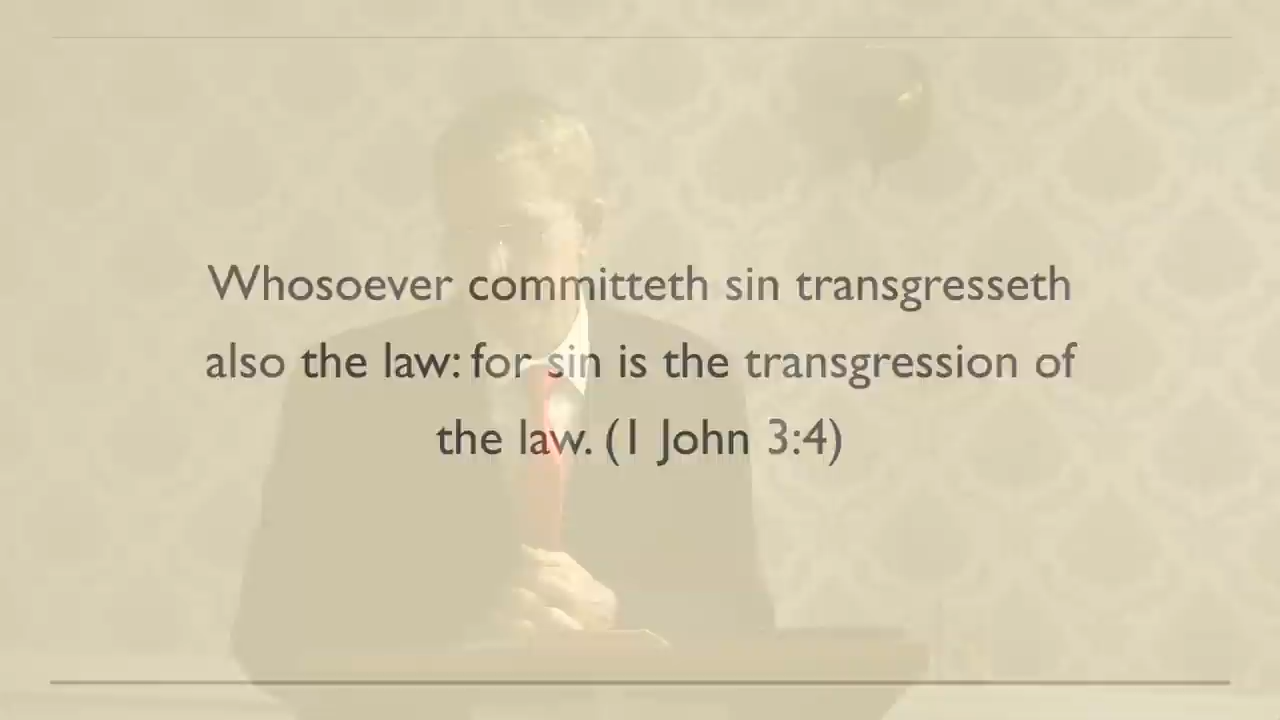 Whosoever committeth sin transgresseth
also the law: for sin is the transgression of
the law. (1 John 3:4)